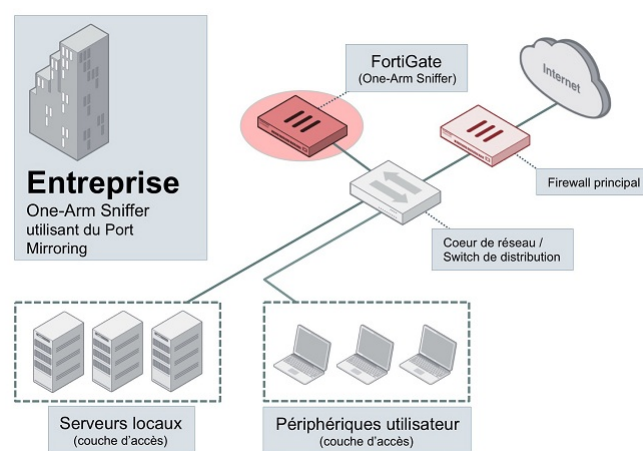 FortiGate
(One-Arm Sniffer)
Internet
Entreprise
One-Arm Sniffer
utilisant du Port
Mirroring
Firewall principal
Coeur de réseau /
Switch de distribution
Serveurs locaux
(couche d'accès)
Périphériques utilisateur
(couche d'accès)